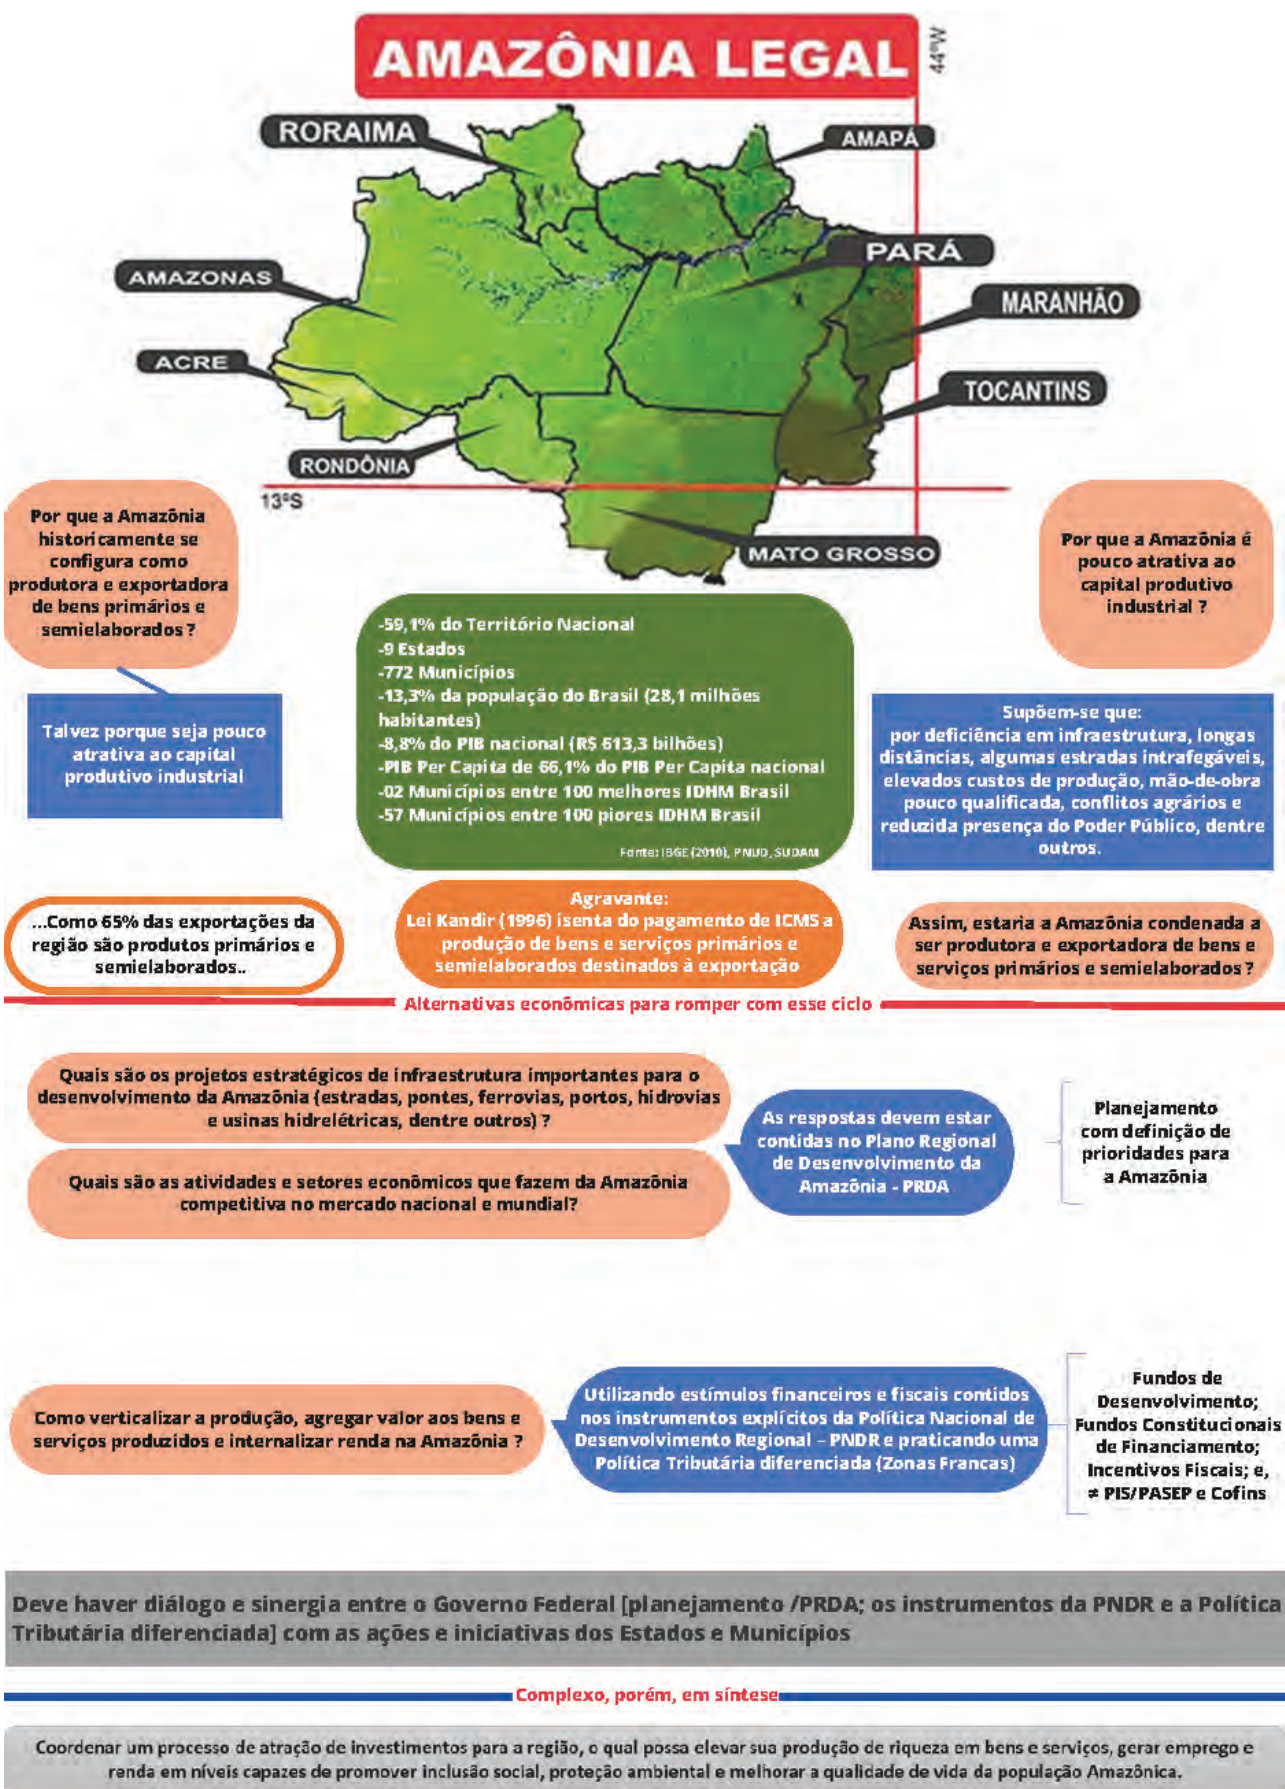 AMAZÔNIA LEGAL
44ºW
RORAIMA
AMAPÁ
PARÁ
AMAZONAS
MARANHÃO
ACRE
TOCANTINS
RONDÔNIA
13ºS
MATO GROSSO
Por que a Amazônia
historicamente se
configura como
produtora e exportadora
de bens primários e
semielaborados ?
Por que a Amazônia é
pouco atrativa ao
capital produtivo
industrial ?
Talvez porque seja pouco
atrativa ao capital
produtivo industrial
-59,1% do Território Nacional
-9 Estados
-772 Municípios
-13,3% da população do Brasil (28,1 milhões
habitantes)
-8,8% do PIB nacional (R$ 613,3 bilhões)
-PIB Per Capita de 66,1% do PIB Per Capita nacional
-02 Municípios entre 100 melhores IDHM Brasil
-57 Municípios entre 100 piores IDHM Brasil
Fonte: IBGE (2010), PNUD, SUDAM
Supõem-se que:
por deficiência em infraestrutura, longas
distâncias, algumas estradas intrafegáveis,
elevados custos de produção, mão-de-obra
pouco qualificada, conflitos agrários e
reduzida presença do Poder Público, dentre
outros.
...Como 65% das exportações da
região são produtos primários e
semielaborados..
Agravante:
Lei Kandir (1996) isenta do pagamento de ICMS a
produção de bens e serviços primários e
semielaborados destinados à exportação
Assim, estaria a Amazônia condenada a
ser produtora e exportadora de bens e
serviços primários e semielaborados ?
Alternativas econômicas para romper com esse ciclo
Quais são os projetos estratégicos de infraestrutura importantes para o
desenvolvimento da Amazônia (estradas, pontes, ferrovias, portos, hidrovias
e usinas hidrelétricas, dentre outros) ?
Quais são as atividades e setores econômicos que fazem da Amazônia
competitiva no mercado nacional e mundial?
As respostas devem estar
contidas no Plano Regional
de Desenvolvimento da
Amazônia - PRDA
Planejamento
com definição de
prioridades para
a Amazônia
Como verticalizar a produção, agregar valor aos bens e
serviços produzidos e internalizar renda na Amazônia ?
Utilizando estímulos financeiros e fiscais contidos
nos instrumentos explícitos da Política Nacional de
Desenvolvimento Regional – PNDR e praticando uma
Política Tributária diferenciada (Zonas Francas)
Fundos de
Desenvolvimento;
Fundos Constitucionais
de Financiamento;
Incentivos Fiscais; e,
≠ PIS/PASEP e Cofins
Deve haver diálogo e sinergia entre o Governo Federal [planejamento /PRDA; os instrumentos da PNDR e a Política
Tributária diferenciada] com as ações e iniciativas dos Estados e Municípios
Complexo, porém, em síntese
Coordenar um processo de atração de investimentos para a região, o qual possa elevar sua produção de riqueza em bens e serviços, gerar emprego e
renda em níveis capazes de promover inclusão social, proteção ambiental e melhorar a qualidade de vida da população Amazônica.